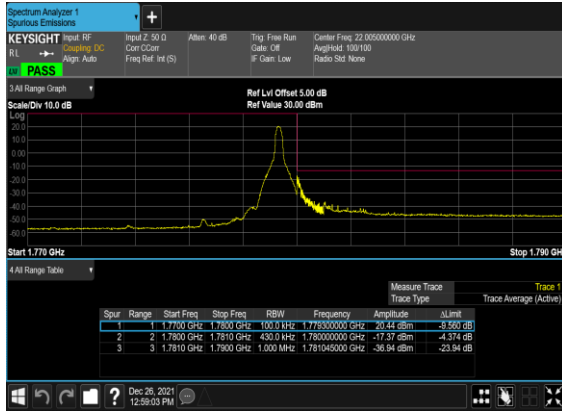 Spectrum Analyzer 1
Spurious Emissions
KEYSIGHT Input: RF Input Z: 50 Ω Atten: 40 dB Trig: Free Run Center Freq: 22.005000000 GHz
RL Coupling: DC Corr CCorr Gate: Off Avg|Hold: 100/100
Align: Auto Freq Ref: Int (S) IF Gain: Low Radio Std: None
PASS
3 All Range Graph Ref Lvl Offset 5.00 dB
Scale/Div 10.0 dB Ref Value 30.00 dBm
Log
20.0
10.0
0.00
-10.0
-20.0
-30.0
-40.0
-50.0
-60.0
Start 1.770 GHz Stop 1.790 GH
4 All Range Table
Measure Trace Trace 1
Trace Type Trace Average (Active)
Spur Range Start Freq Stop Freq RBW Frequency Amplitude ΔLimit
1 1 1.7700 GHz 1.7800 GHz 100.0 kHz 1.779300000 GHz 20.44 dBm -9.560 dB
2 2 1.7800 GHz 1.7810 GHz 430.0 kHz 1.780000000 GHz -17.37 dBm -4.374 dB
3 3 1.7810 GHz 1.7900 GHz 1.000 MHz 1.781045000 GHz -36.94 dBm -23.94 dB
Dec 26, 2021
12:59:03 PM